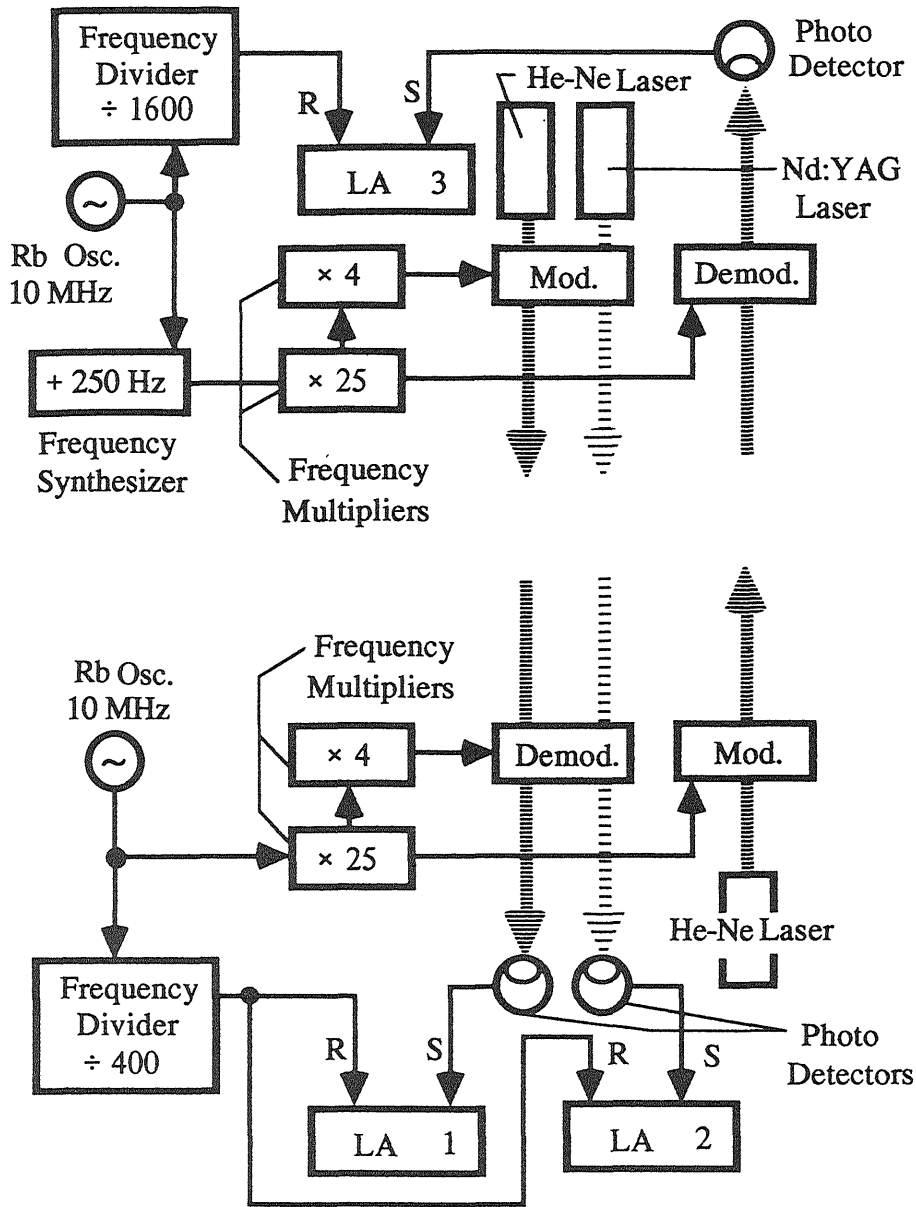 Frequency
Divider
÷ 1600
R
S
He-Ne Laser
Photo
Detector
LA 3
Nd:YAG
Laser
~
Rb Osc.
10 MHz
× 4
Mod.
Demod.
+ 250 Hz
× 25
Frequency
Synthesizer
Frequency
Multipliers
Frequency
Multipliers
Rb Osc.
10 MHz
~
× 4
Demod.
Mod.
× 25
He-Ne Laser
Frequency
Divider
÷ 400
R
S
R
S
Photo
Detectors
LA 1
LA 2